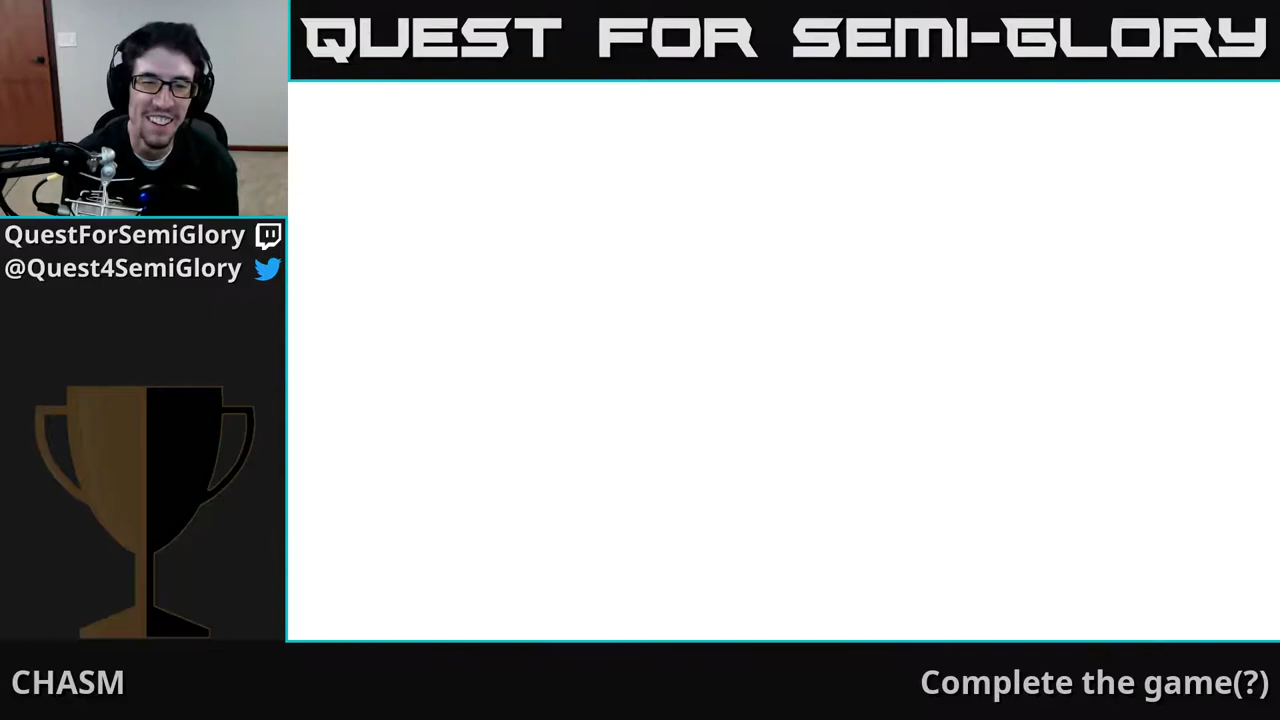 QUEST FOR SEMI-GLORY
QuestForSemiGlory
@Quest4SemiGlory
CHASM
Complete the game(?)